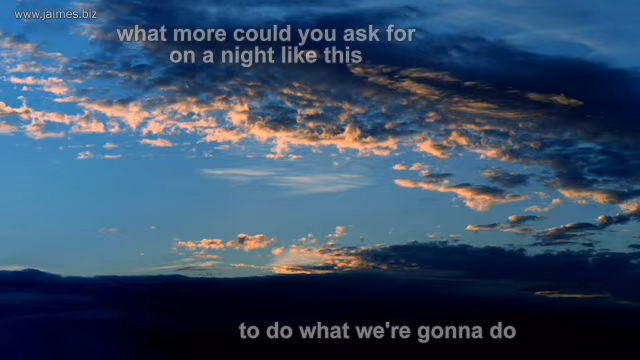 www.jaimes.biz
what more could you ask for
on a night like this
to do what we're gonna do